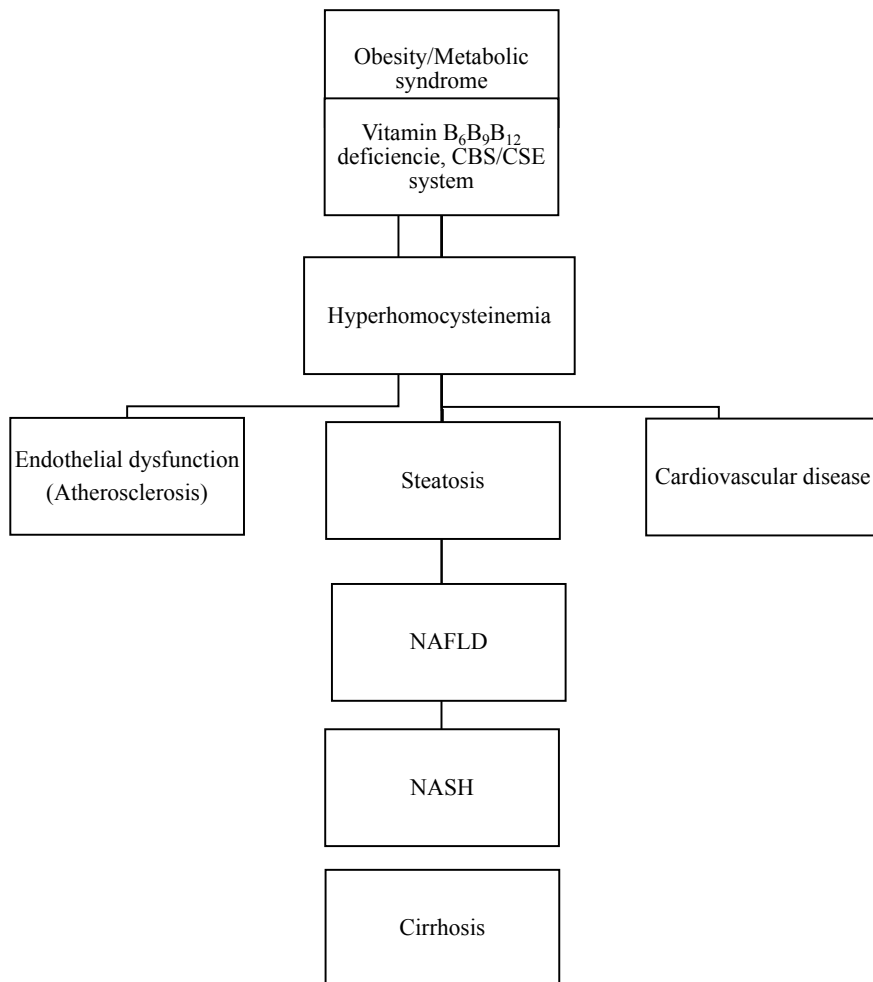 Obesity/Metabolic
syndrome
Vitamin B₆B₉B₁₂
deficiencie, CBS/CSE
system
Hyperhomocysteinemia
Endothelial dysfunction
(Atherosclerosis)
Steatosis
Cardiovascular disease
NAFLD
NASH
Cirrhosis